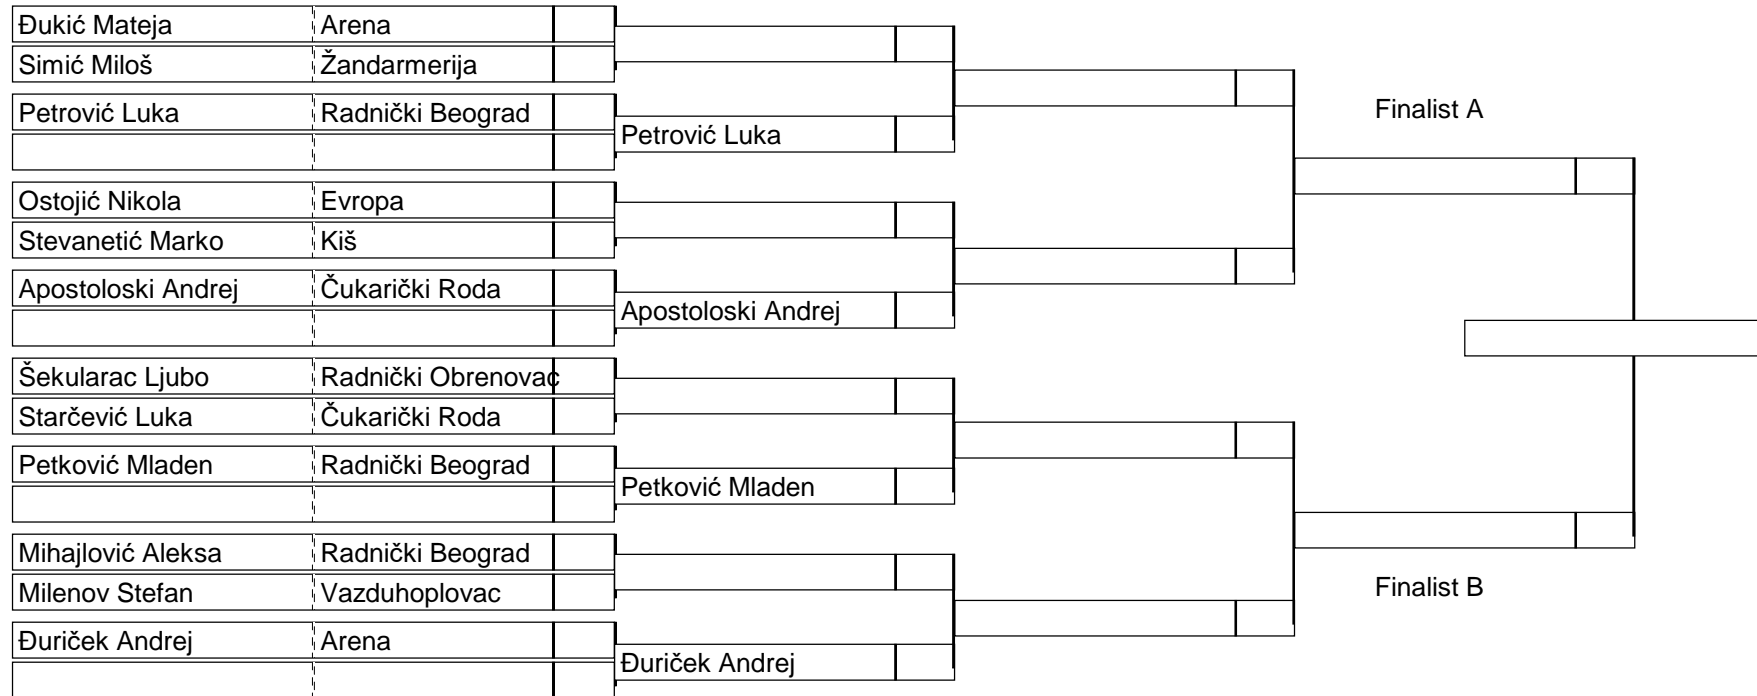 Đukić Mateja Arena
Simić Miloš Žandarmerija
Finalist A
Petrović Luka Radnički Beograd
Petrović Luka
Ostojić Nikola Evropa
Stevanetić Marko Kiš
Apostoloski Andrej Čukarički Roda
Apostoloski Andrej
Šekularac Ljubo Radnički Obrenovac
Starčević Luka Čukarički Roda
Petković Mladen Radnički Beograd
Petković Mladen
Mihajlović Aleksa Radnički Beograd
Milenov Stefan Vazduhoplovac
Finalist B
Đuriček Andrej Arena
Đuriček Andrej